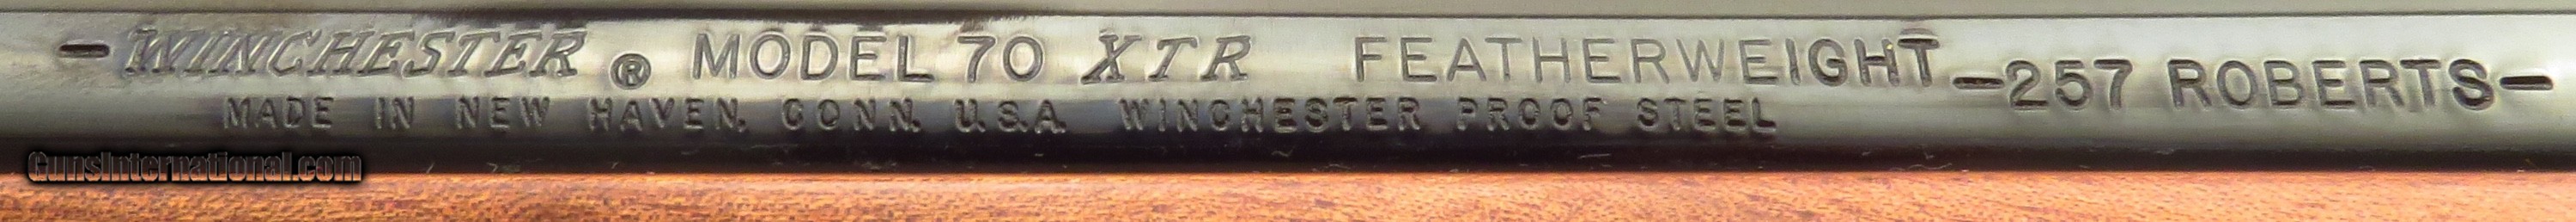 -WINCHESTER ® MODEL 70 XTR FEATHERWEIGHT -257 ROBERTS-
MADE IN NEW HAVEN, CONN. U.S.A. WINCHESTER PROOF STEEL
GunsInternational.com